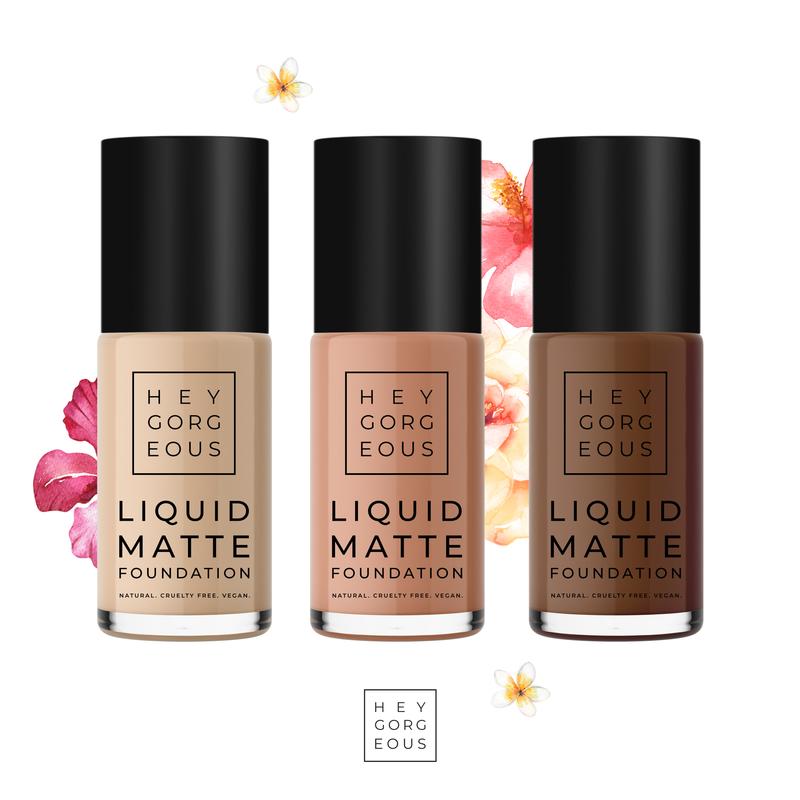 HEY
GORG
EOUS
LIQUID
MATTE
FOUNDATION
NATURAL. CRUELTY FREE. VEGAN.
HEY
GORG
EOUS
LIQUID
MATTE
FOUNDATION
NATURAL. CRUELTY FREE. VEGAN.
HEY
GORG
EOUS
LIQUID
MATTE
FOUNDATION
NATURAL. CRUELTY FREE. VEGAN.
HEY
GORG
EOUS